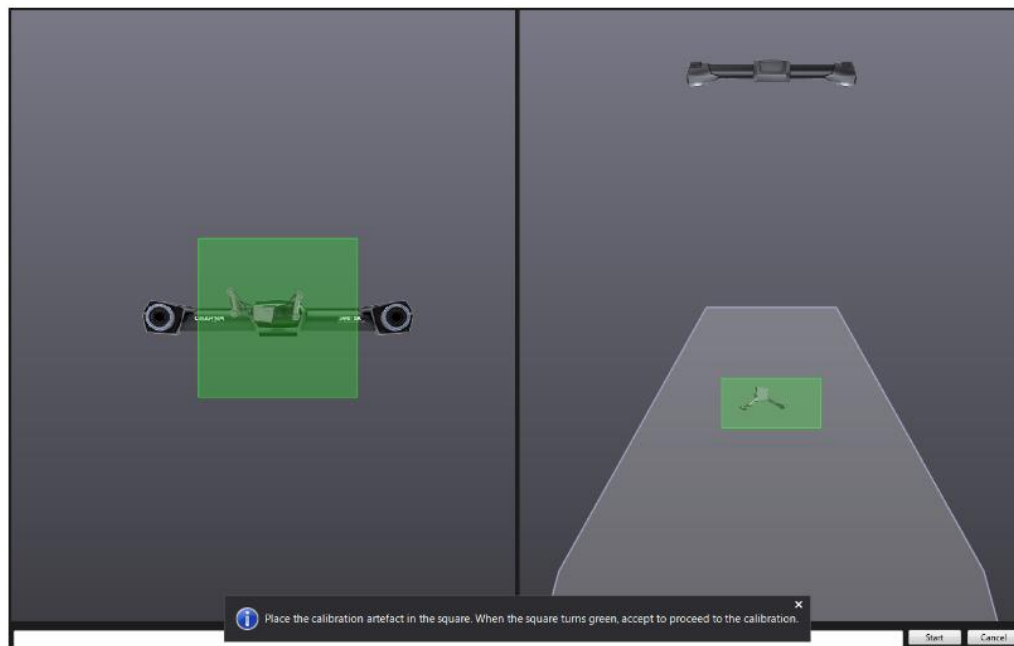 Place the calibration artefact in the square. When the square turns green, accept to proceed to the calibration.
Start
Cancel